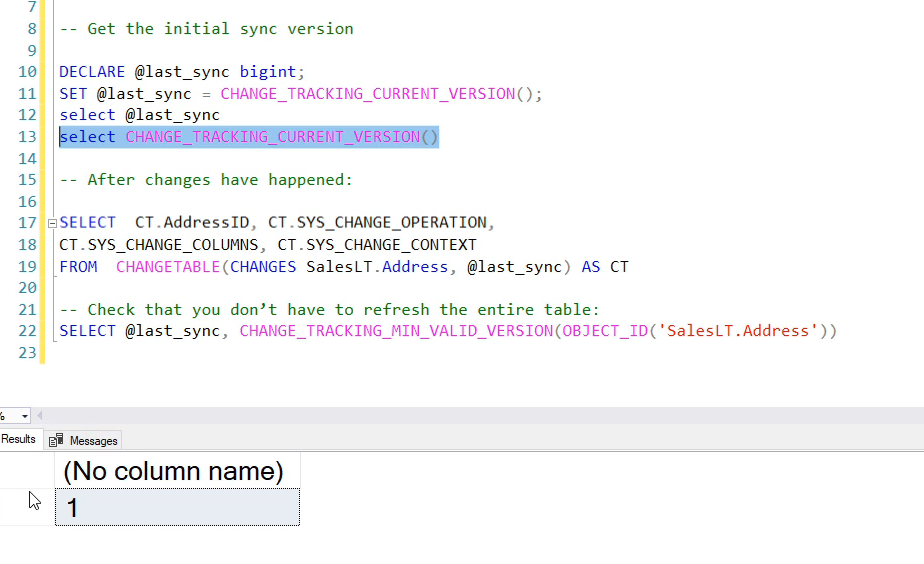 7
8 -- Get the initial sync version
9
10 DECLARE @last_sync bigint;
11 SET @last_sync = CHANGE_TRACKING_CURRENT_VERSION();
12 select @last_sync
13 select CHANGE_TRACKING_CURRENT_VERSION()
14
15 -- After changes have happened:
16
17 SELECT  CT.AddressID, CT.SYS_CHANGE_OPERATION,
18 CT.SYS_CHANGE_COLUMNS, CT.SYS_CHANGE_CONTEXT
19 FROM  CHANGETABLE(CHANGES SalesLT.Address, @last_sync) AS CT
20
21 -- Check that you don’t have to refresh the entire table:
22 SELECT @last_sync, CHANGE_TRACKING_MIN_VALID_VERSION(OBJECT_ID('SalesLT.Address'))
23
%
Results Messages
(No column name)
1